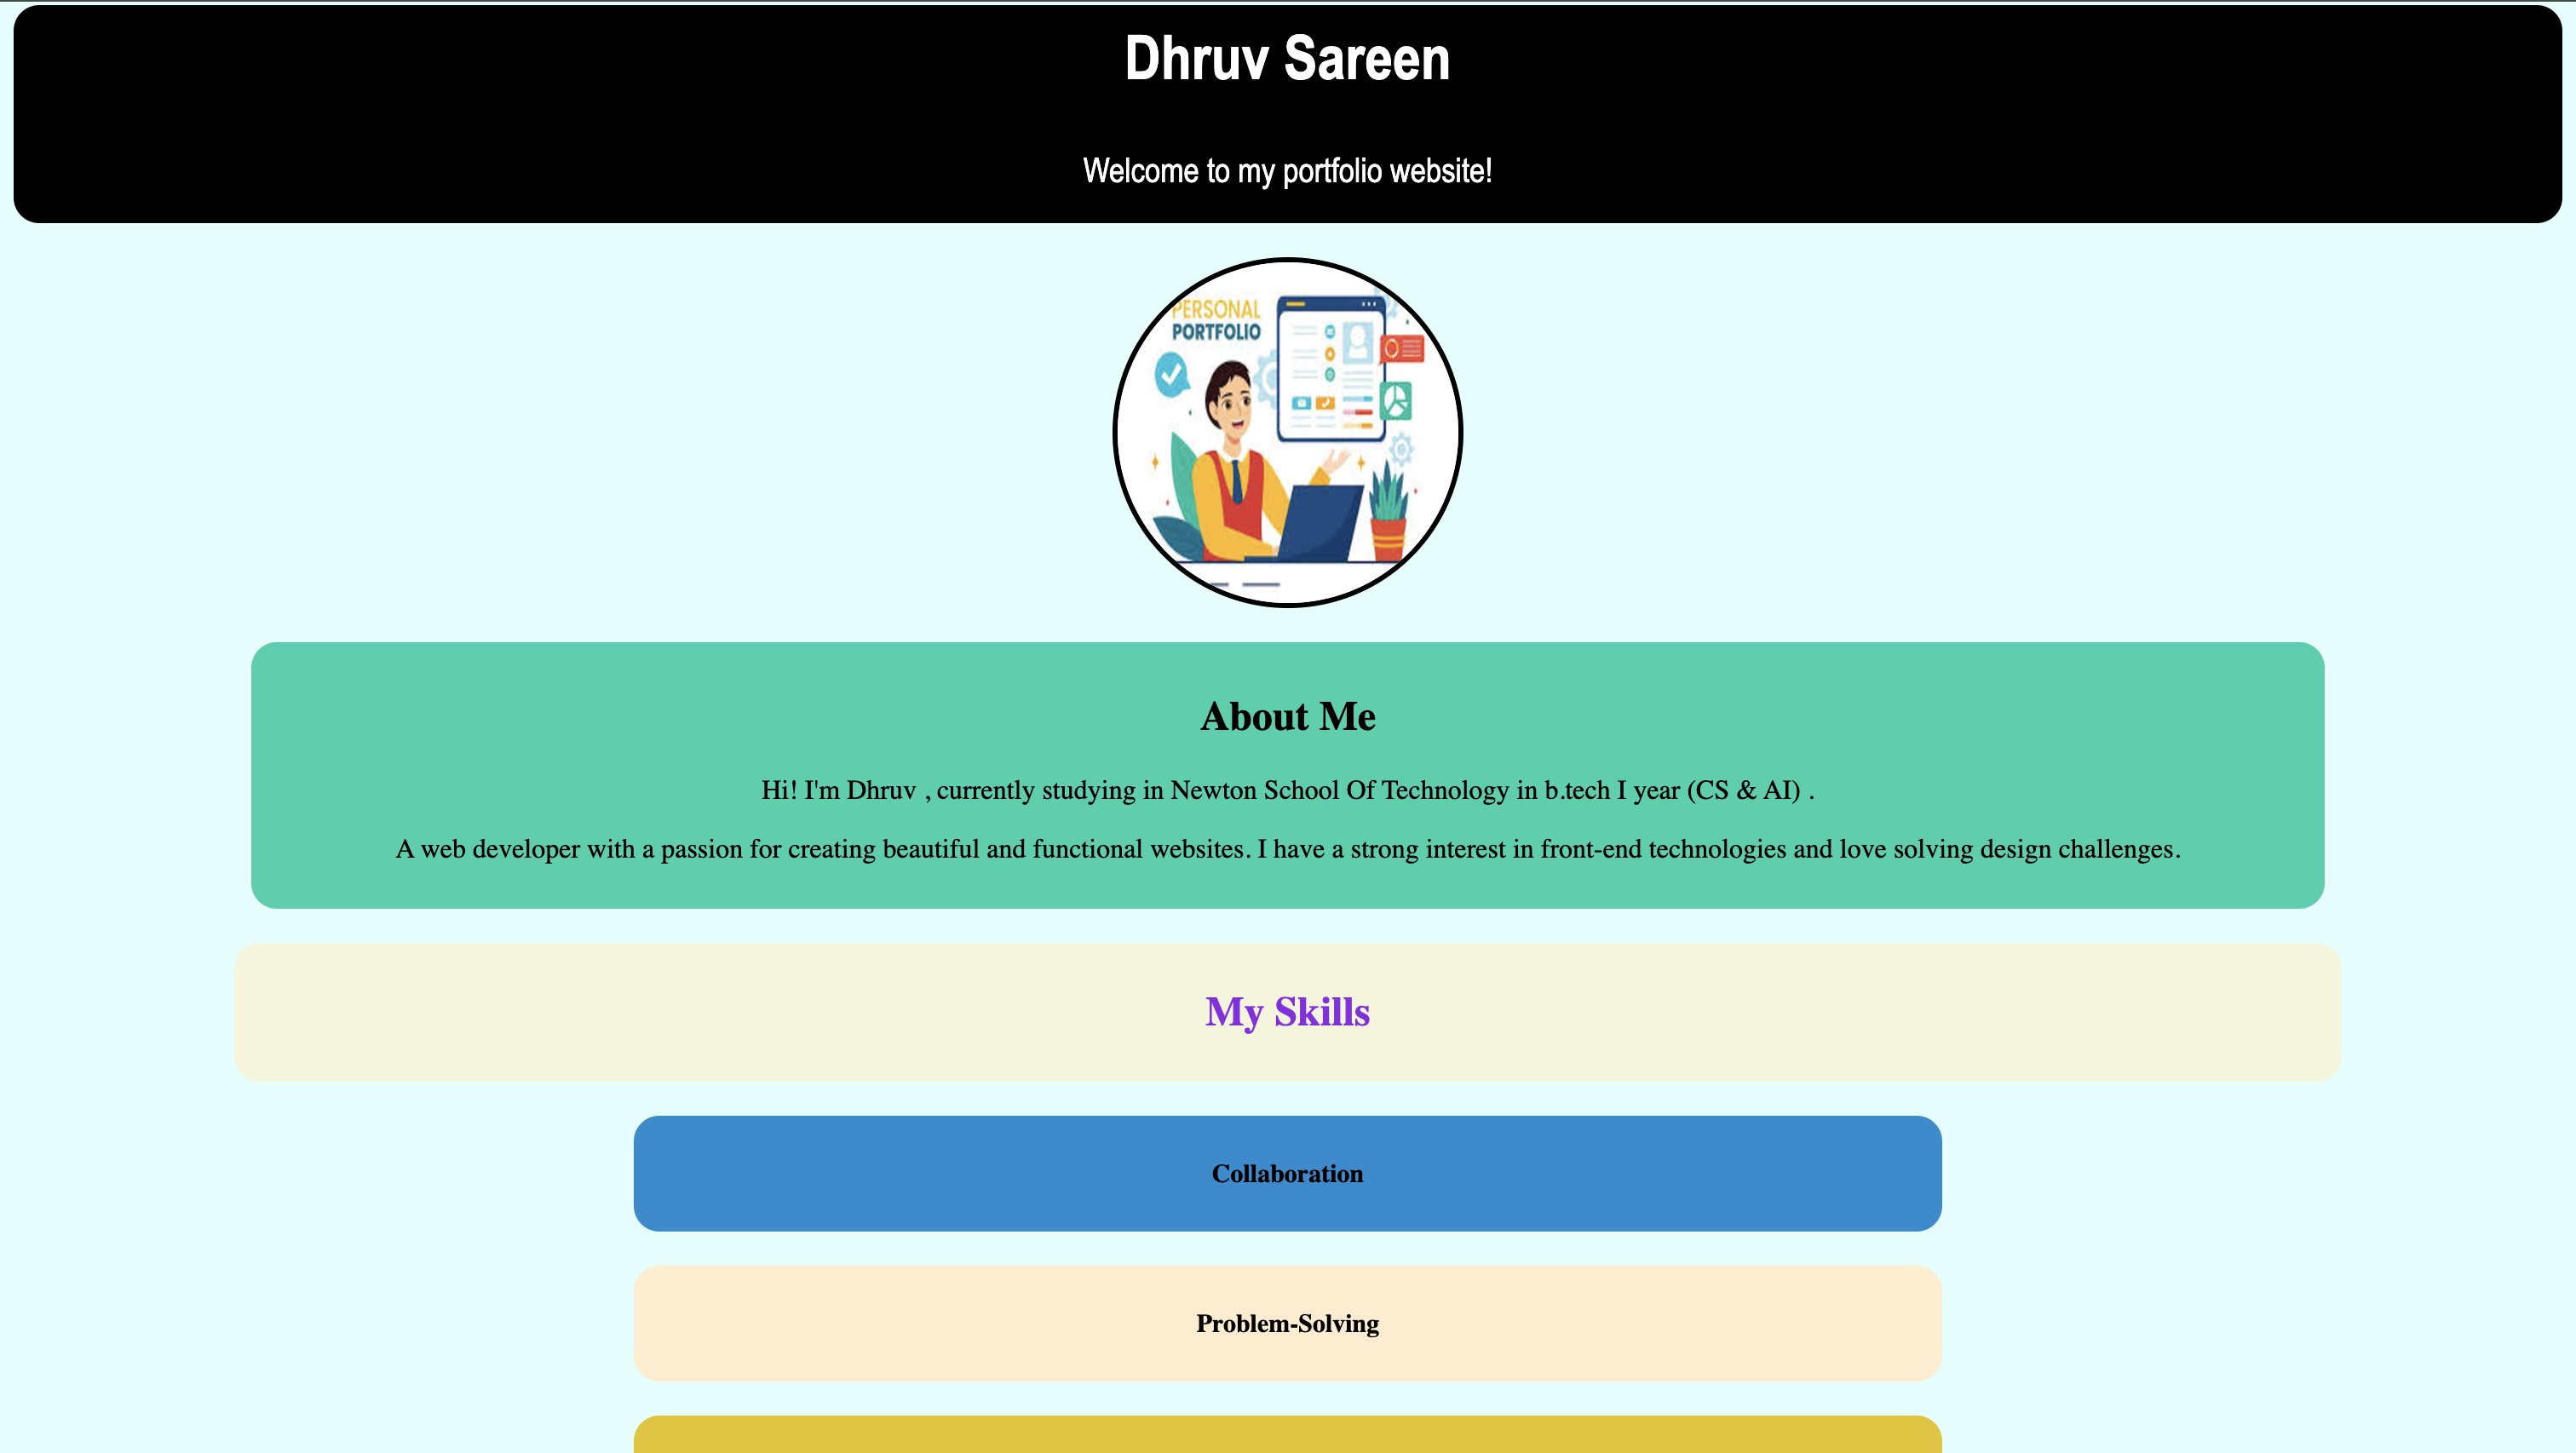 Dhruv Sareen
Welcome to my portfolio website!
PERSONAL
PORTFOLIO
About Me
Hi! I'm Dhruv , currently studying in Newton School Of Technology in b.tech I year (CS & AI) .
A web developer with a passion for creating beautiful and functional websites. I have a strong interest in front-end technologies and love solving design challenges.
My Skills
Collaboration
Problem-Solving